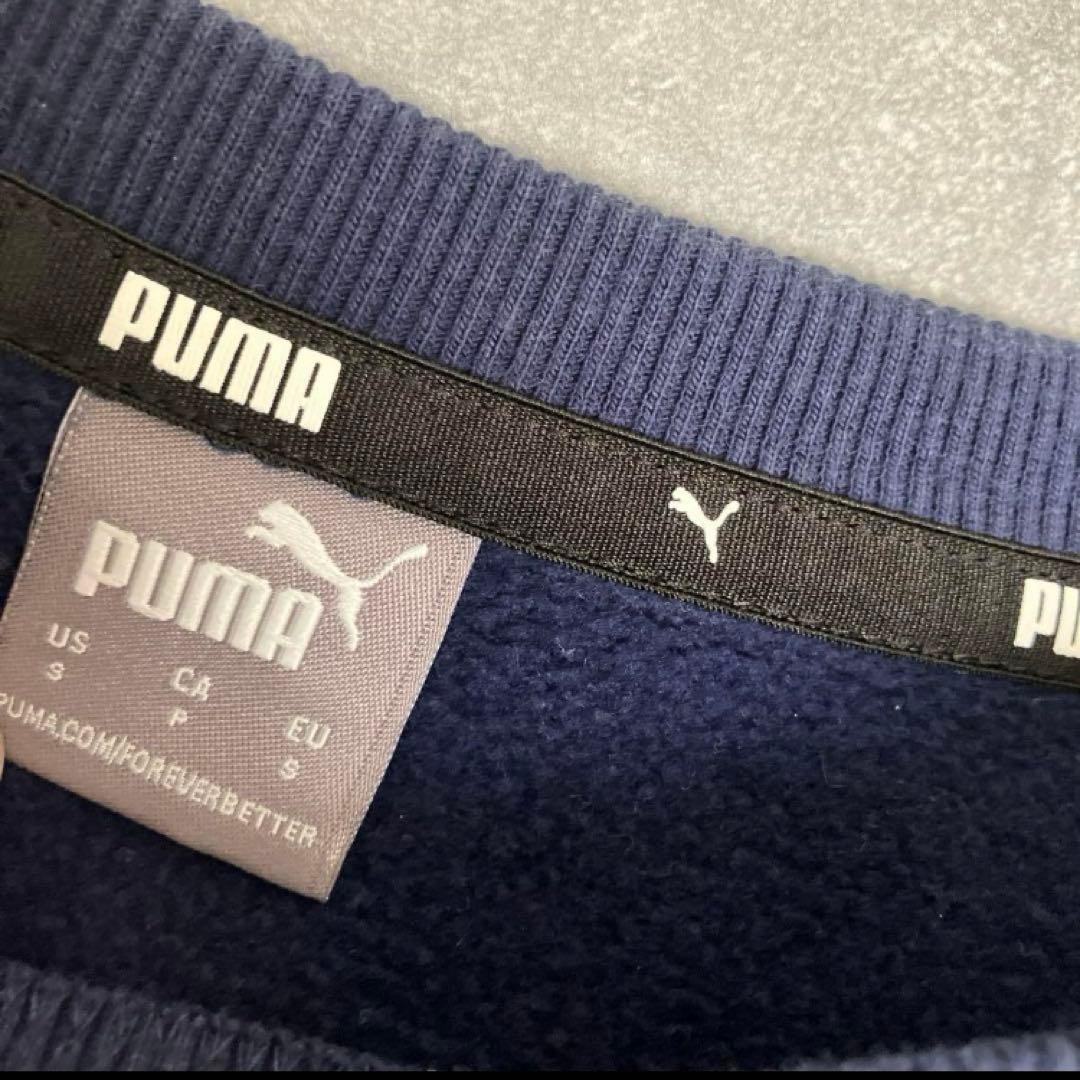 PUMA
PU
PUMA
US CA EU
S P S
PUMA.COM/FOREVERBETTER